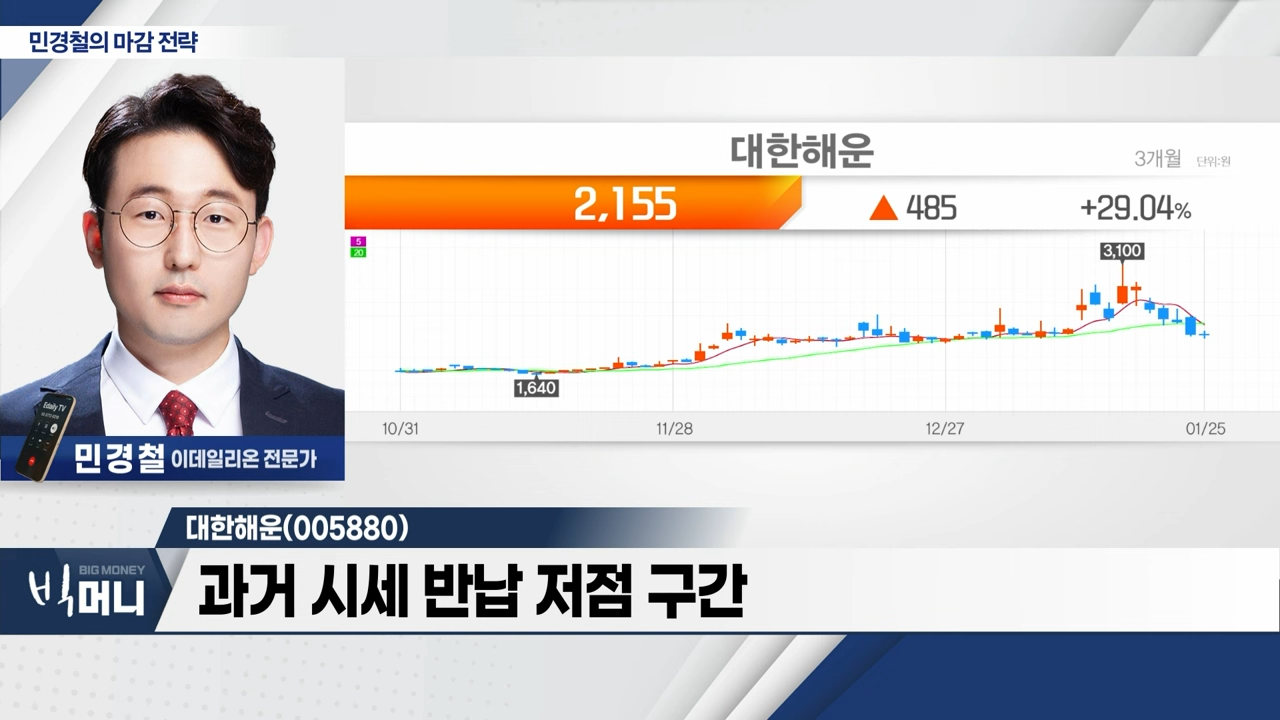 민경철의 마감 전략
대한해운
3개월 단위:원
2,155
▲ 485
+29.04%
5
20
3,100
1,640
10/31
11/28
12/27
01/25
Edaily TV
민경철 이데일리온 전문가
대한해운(005880)
BIG MONEY
빅머니
과거 시세 반납 저점 구간